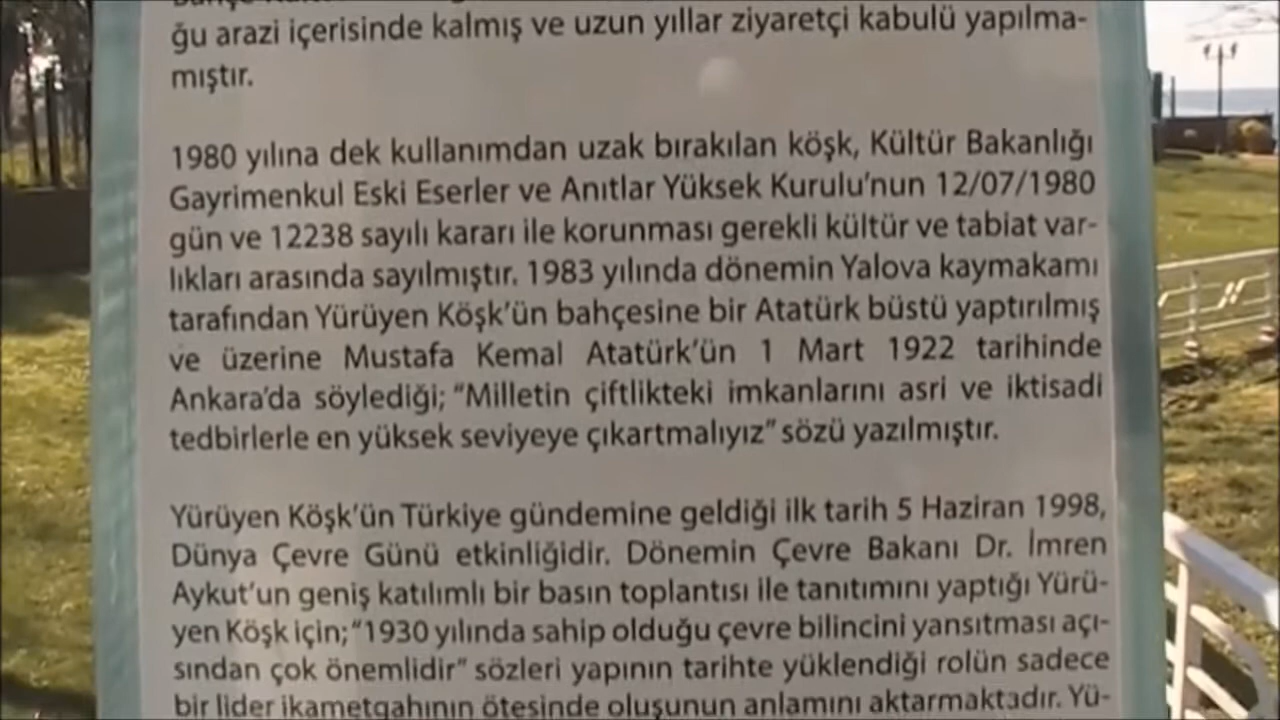 ğu arazi içerisinde kalmış ve uzun yıllar ziyaretçi kabulü yapılma-
mıştır.
1980 yılına dek kullanımdan uzak bırakılan köşk, Kültür Bakanlığı
Gayrimenkul Eski Eserler ve Anıtlar Yüksek Kurulu’nun 12/07/1980
gün ve 12238 sayılı kararı ile korunması gerekli kültür ve tabiat var-
lıkları arasında sayılmıştır. 1983 yılında dönemin Yalova kaymakamı
tarafından Yürüyen Köşk’ün bahçesine bir Atatürk büstü yaptırılmış
ve üzerine Mustafa Kemal Atatürk’ün 1 Mart 1922 tarihinde
Ankara’da söylediği; “Milletin çiftlikteki imkanlarını asri ve iktisadi
tedbirlerle en yüksek seviyeye çıkartmalıyız” sözü yazılmıştır.
Yürüyen Köşk’ün Türkiye gündemine geldiği ilk tarih 5 Haziran 1998,
Dünya Çevre Günü etkinliğidir. Dönemin Çevre Bakanı Dr. İmren
Aykut’un geniş katılımlı bir basın toplantısı ile tanıtımını yaptığı Yürü-
yen Köşk için; “1930 yılında sahip olduğu çevre bilincini yansıtması açı-
sından çok önemlidir” sözleri yapının tarihte yüklendiği rolün sadece
bir lider ikametgahının ötesinde oluşunun anlamını aktarmaktadır. Yü-